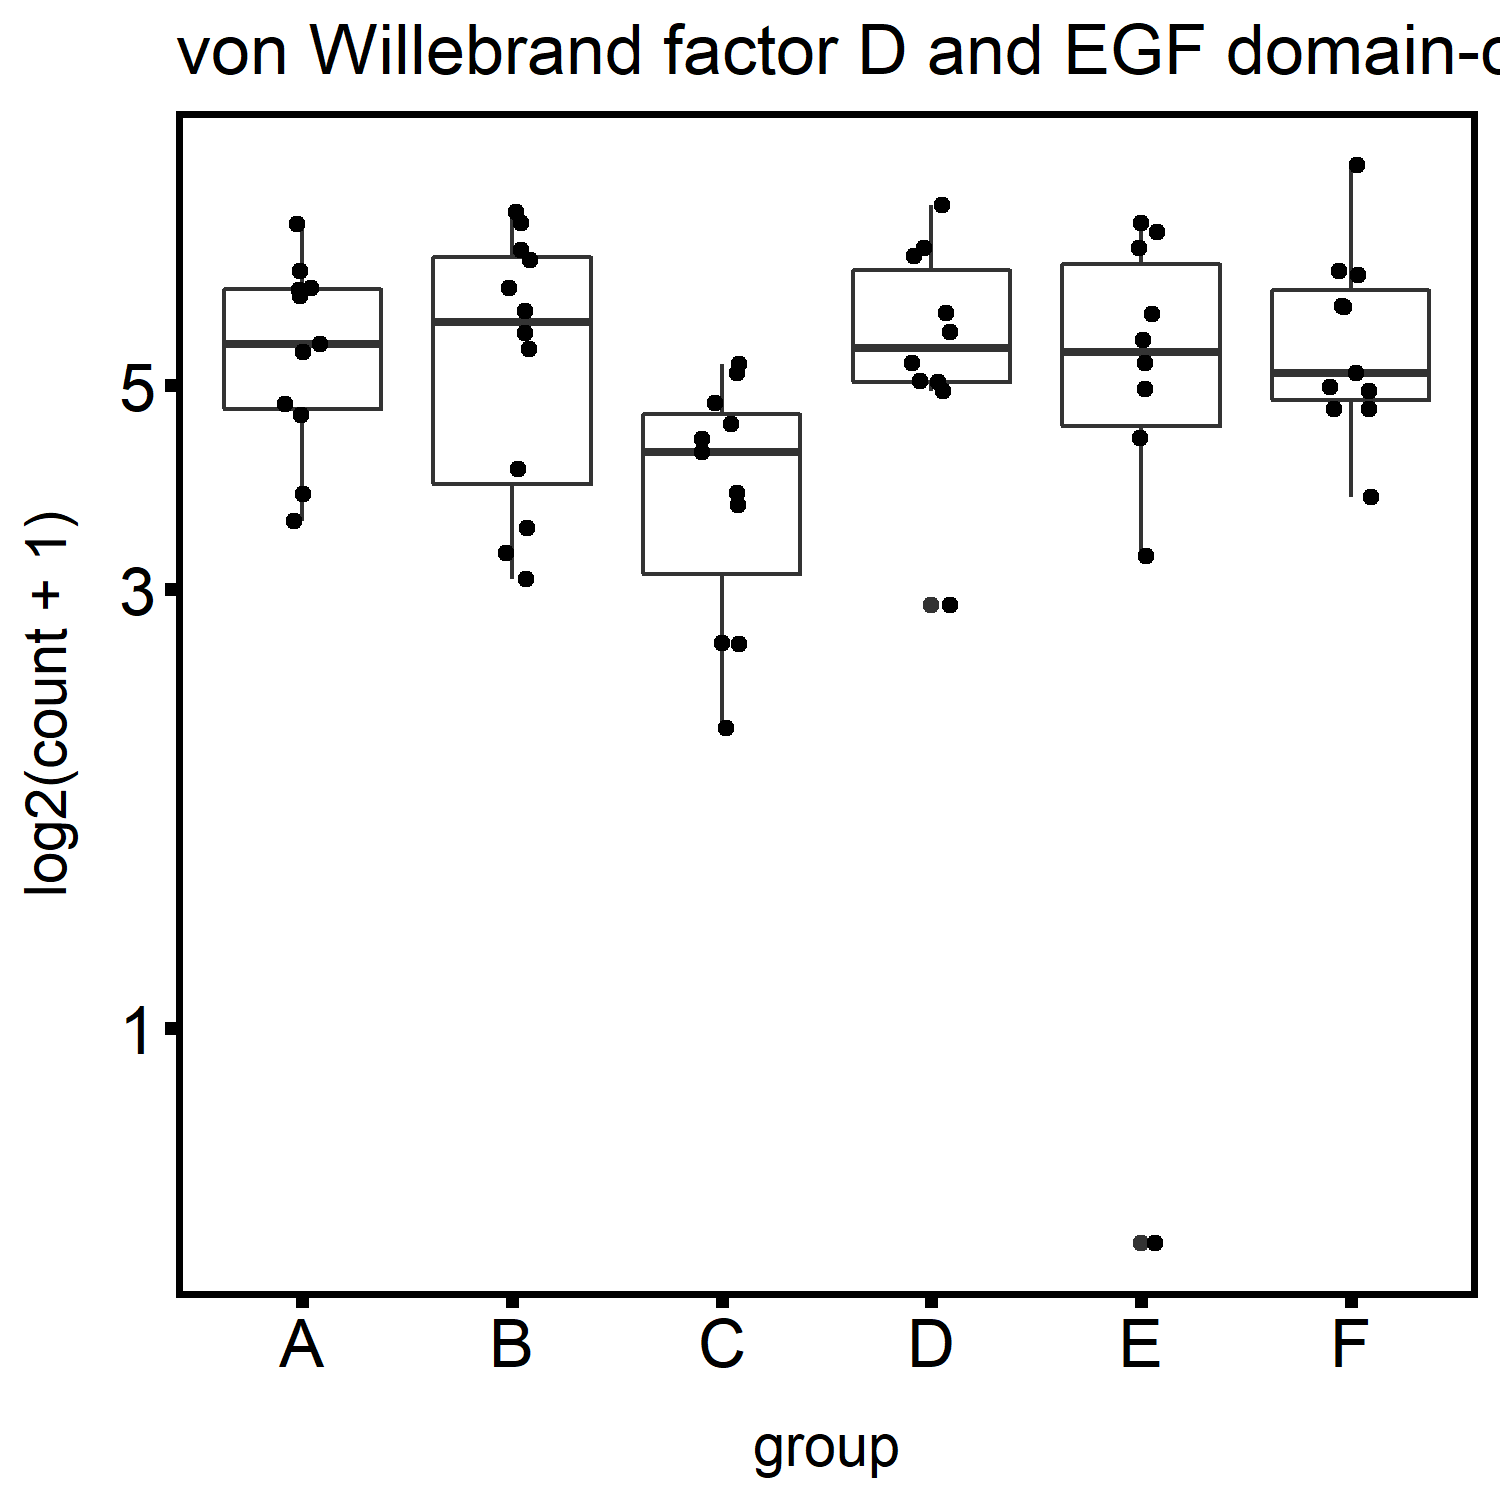 von Willebrand factor D and EGF domain-c
log2(count + 1)
5
3
1
A B C D E F
group